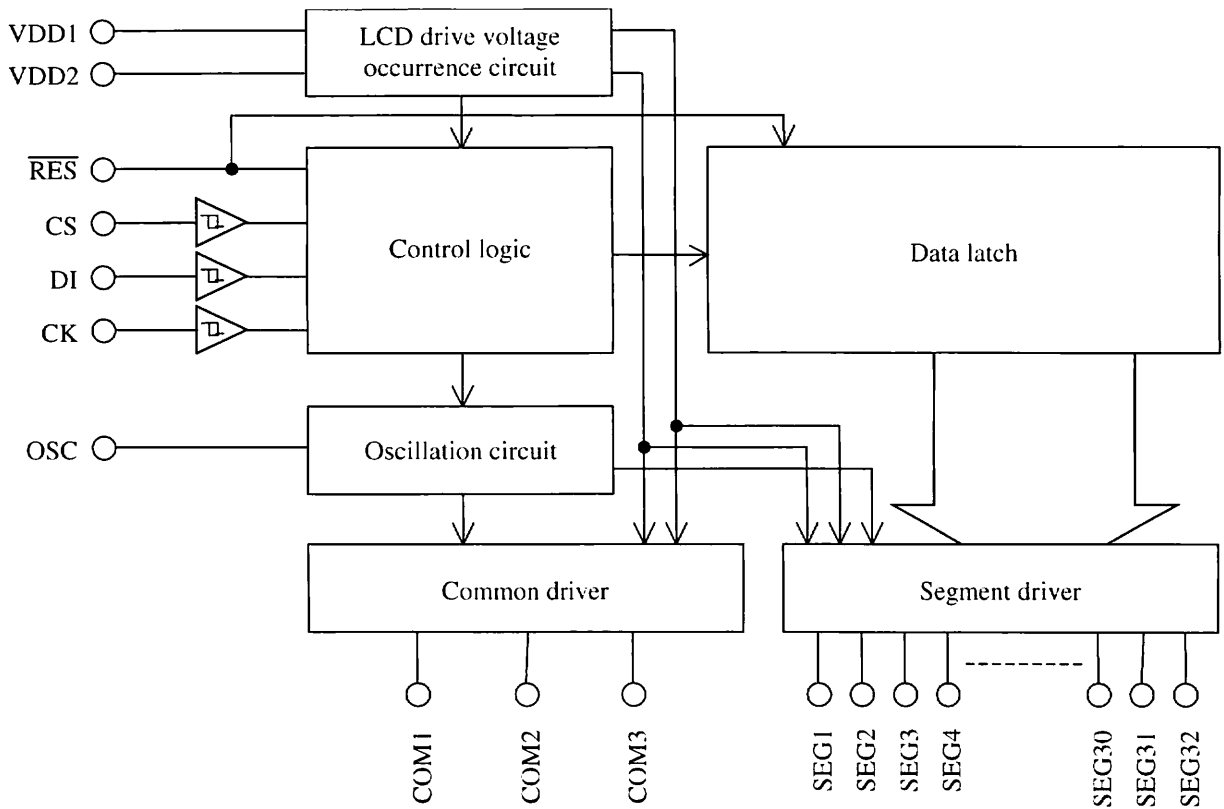 VDD1
VDD2
LCD drive voltage
occurrence circuit
RES
CS
DI
CK
Control logic
Data latch
OSC
Oscillation circuit
Common driver
Segment driver
COM1
COM2
COM3
SEG1
SEG2
SEG3
SEG4
SEG30
SEG31
SEG32